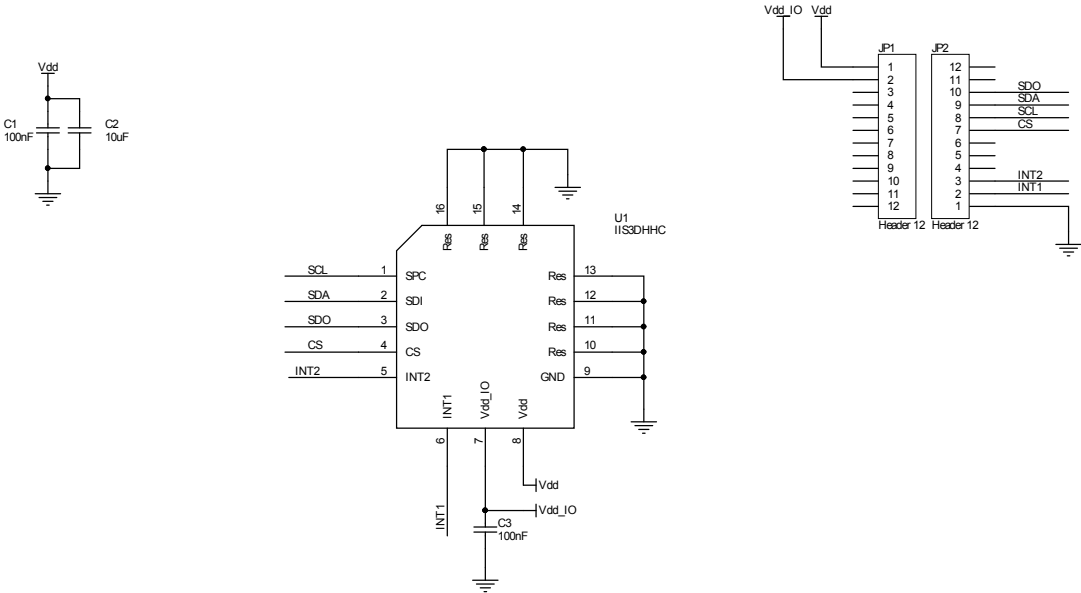 Vdd_IO Vdd
JP1 JP2
1 12
2 11
3 10 SDO
4 9 SDA
5 8 SCL
6 7 CS
7 6
8 5
9 4
10 3 INT2
11 2 INT1
12 1
Header 12 Header 12
Vdd
C1
100nF
C2
10uF
16 15 14
Res Res Res
U1
IIS3DHHC
SCL 1 SPC Res 13
SDA 2 SDI Res 12
SDO 3 SDO Res 11
CS 4 CS Res 10
INT2 5 INT2 GND 9
INT1 Vdd_IO Vdd
6 7 8
Vdd
INT1
Vdd_IO
C3
100nF